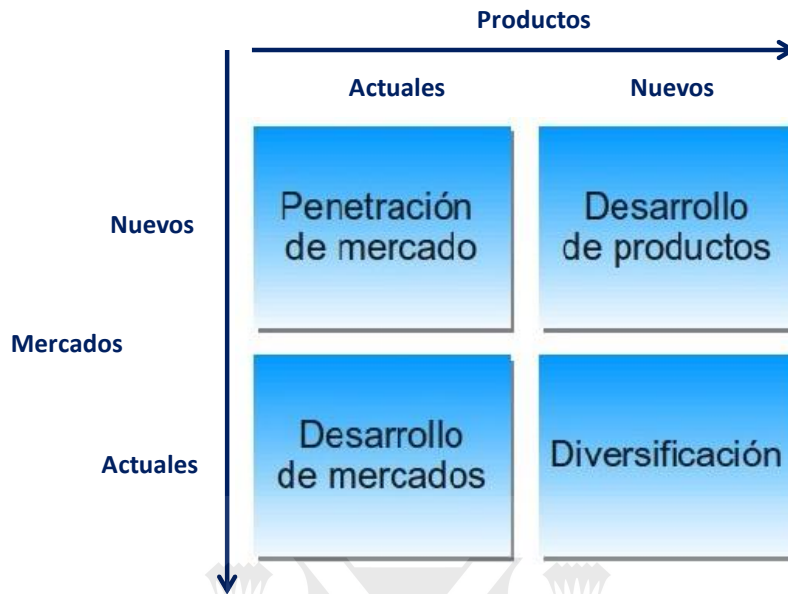 Productos
Actuales
Nuevos
Nuevos
Penetración
de mercado
Desarrollo
de productos
Mercados
Actuales
Desarrollo
de mercados
Diversificación